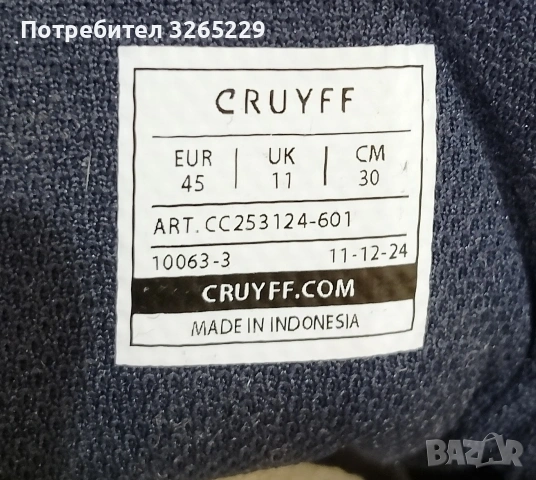 Потребител 3265229
CRUYFF
EUR | UK | CM
45 | 11 | 30
ART. CC253124-601
10063-3 11-12-24
CRUYFF.COM
MADE IN INDONESIA
BAZAR